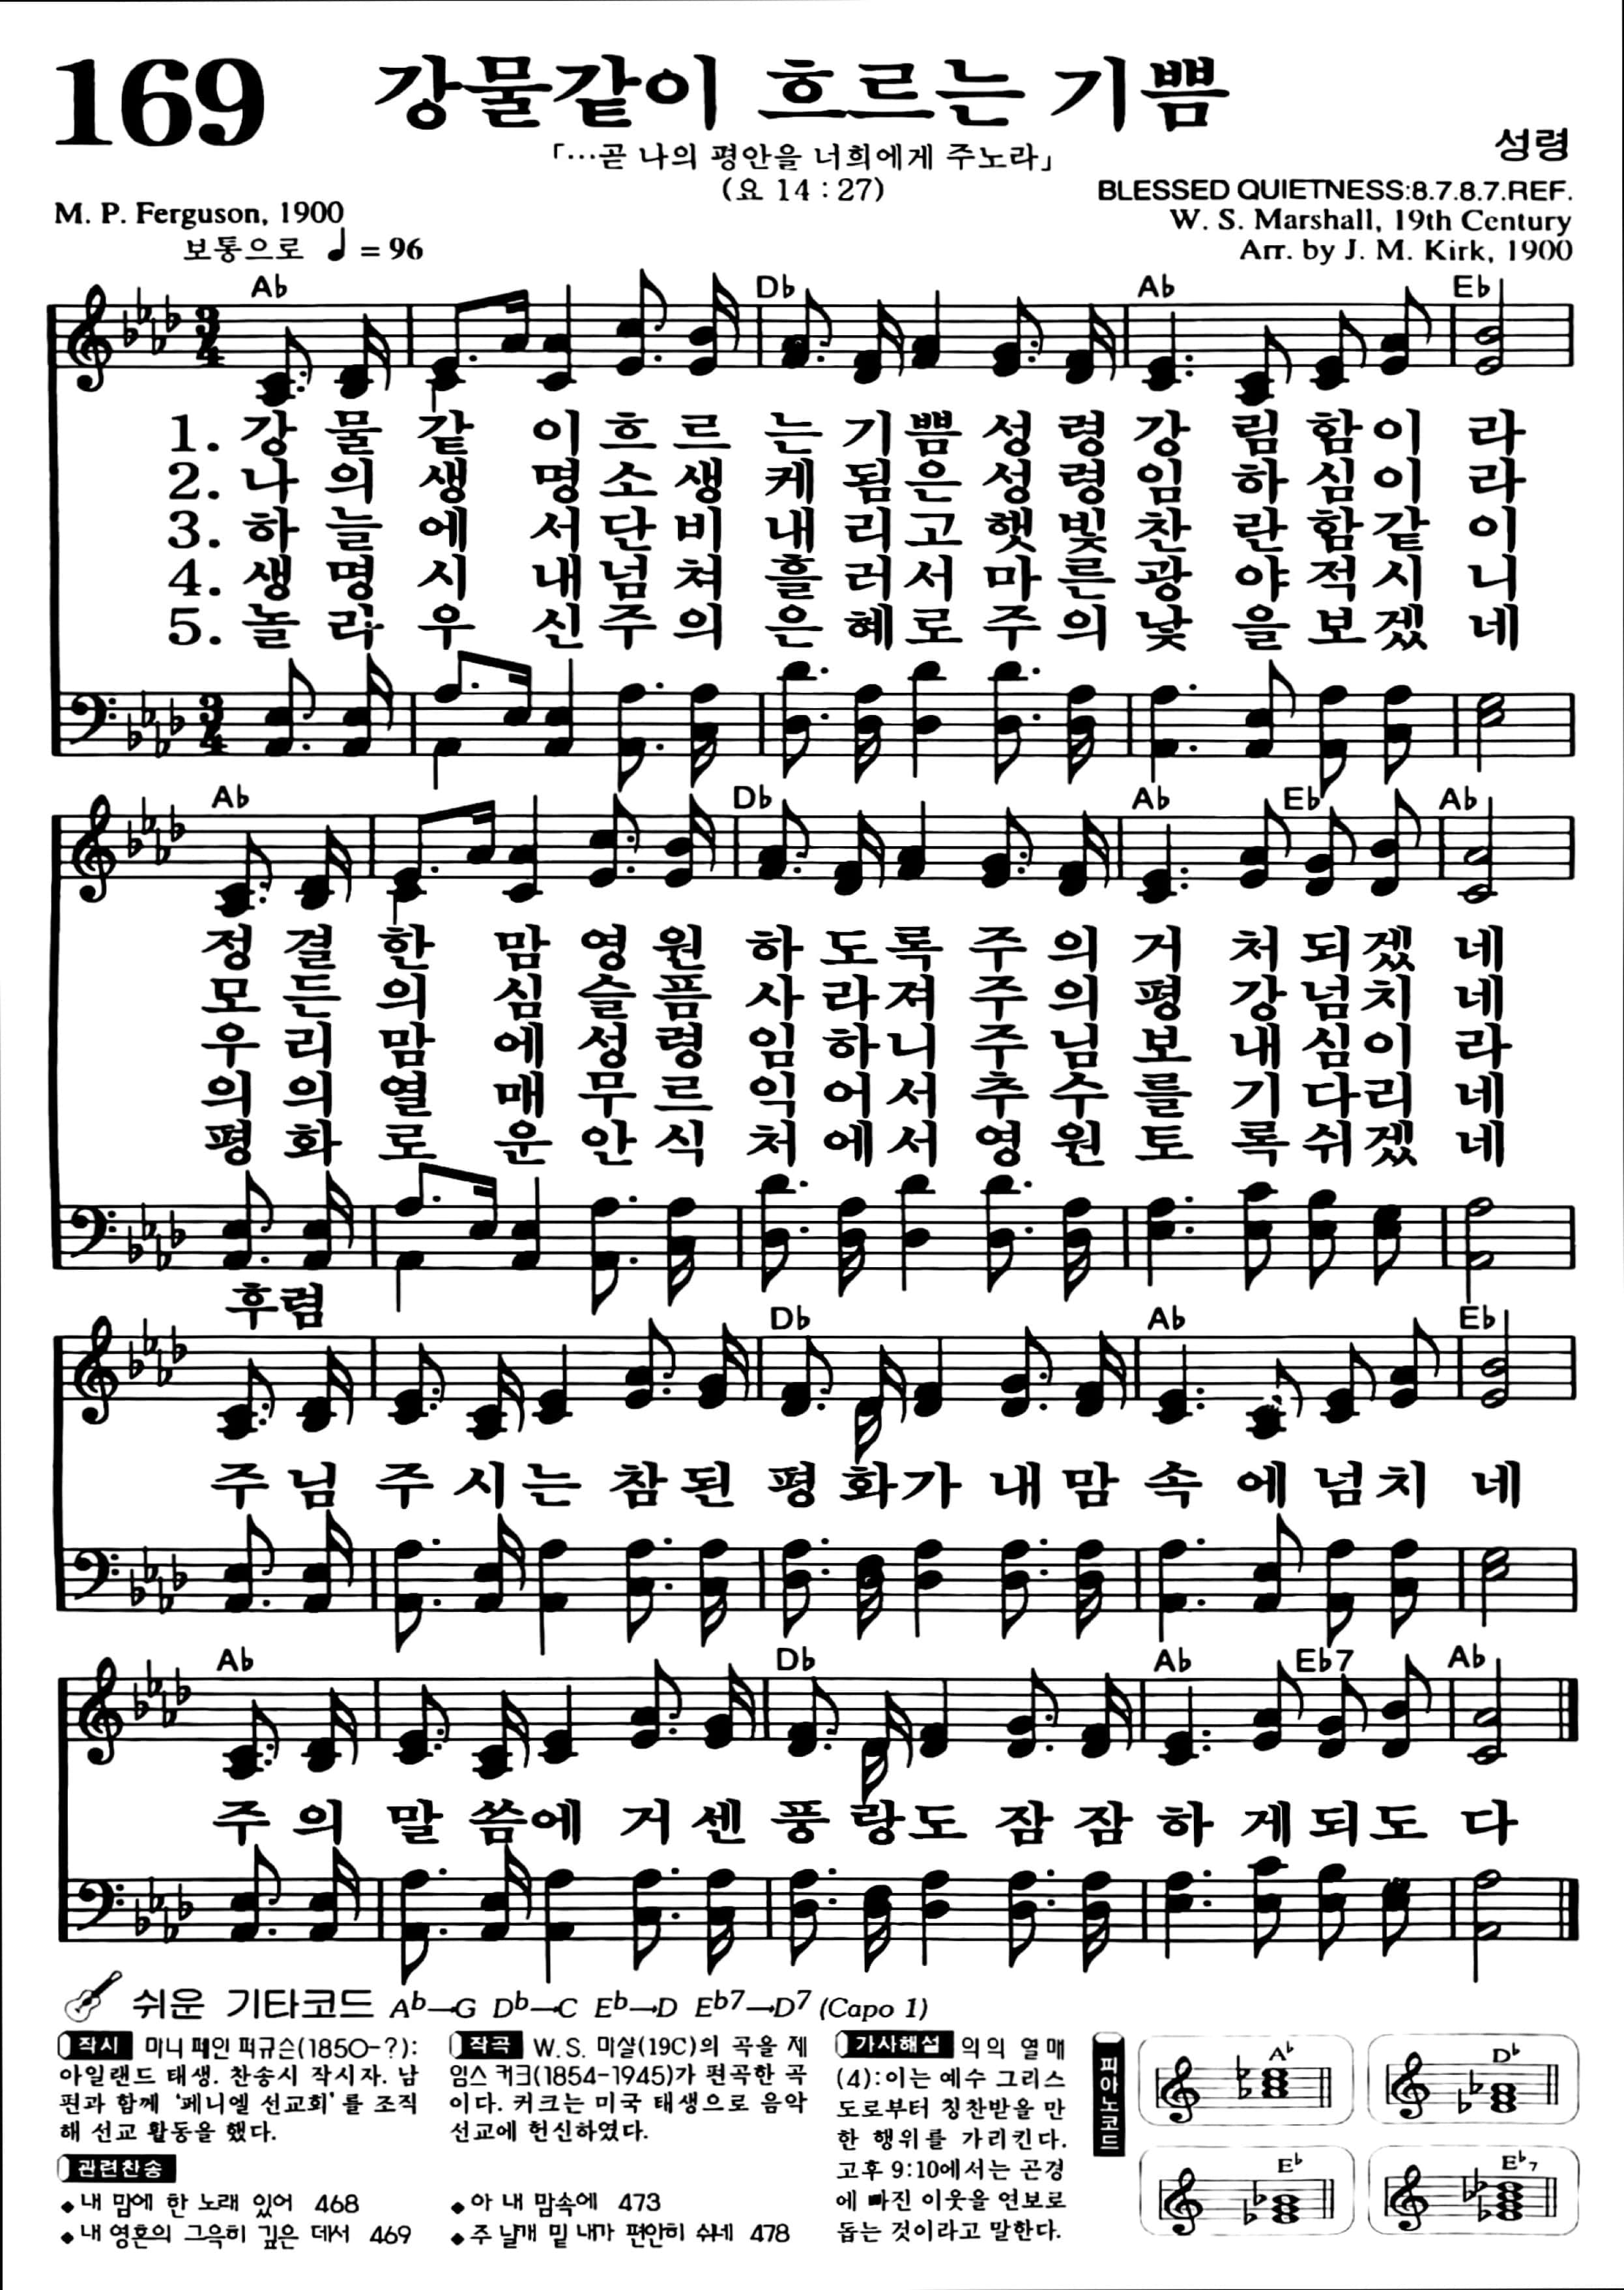 169 강물같이 흐르는 기쁨
「…곧 나의 평안을 너희에게 주노라」
성령
(요 14 : 27)
BLESSED QUIETNESS:8.7.8.7.REF.
M. P. Ferguson, 1900
W. S. Marshall, 19th Century
보통으로 ♩ = 96
Arr. by J. M. Kirk, 1900
A♭ D♭ A♭ E♭
3 4
1. 강 물 같 이 흐 르 는 기 쁨 성 령 강 림 함 이 라
2. 나 의 생 명 소 생 케 됨 은 성 령 임 하 심 이 라
3. 하 늘 에 서 단 비 내 리 고 햇 빛 찬 란 함 같 이
4. 생 명 시 내 넘 쳐 흘 러 서 마 른 광 야 적 시 니
5. 놀 라 우 신 주 의 은 혜 로 주 의 낯 을 보 겠 네
3 4
A♭ D♭ A♭ E♭ A♭
정 결 한 맘 영 원 하 도 록 주 의 거 처 되 겠 네
모 든 의 심 슬 픔 사 라 져 주 의 평 강 넘 치 네
우 리 맘 에 성 령 임 하 니 주 님 보 내 심 이 라
의 의 열 매 무 르 익 어 서 추 수 를 기 다 리 네
평 화 로 운 안 식 처 에 서 영 원 토 록 쉬 겠 네
후렴
D♭ A♭ E♭
주 님 주 시 는 참 된 평 화 가 내 맘 속 에 넘 치 네
A♭ D♭ A♭ E♭7 A♭
주 의 말 씀 에 거 센 풍 랑 도 잠 잠 하 게 되 도 다
쉬운 기타코드 A♭→G D♭→C E♭→D E♭7→D7 (Capo 1)
작시 미니 페인 퍼규슨(1850-?):
아일랜드 태생. 찬송시 작시자. 남
편과 함께 '페니엘 선교회'를 조직
해 선교 활동을 했다.
작곡 W.S. 마샬(19C)의 곡을 제
임스 커크(1854-1945)가 편곡한 곡
이다. 커크는 미국 태생으로 음악
선교에 헌신하였다.
가사해설 의의 열매
(4):이는 예수 그리스
도로부터 칭찬받을 만
한 행위를 가리킨다.
고후 9:10에서는 곤경
에 빠진 이웃을 연보로
돕는 것이라고 말한다.
관련찬송
◆내 맘에 한 노래 있어 468
◆내 영혼의 그윽히 깊은 데서 469
◆아 내 맘속에 473
◆주 날개 밑 내가 편안히 쉬네 478
피아노코드
A♭ D♭
E♭ E♭7